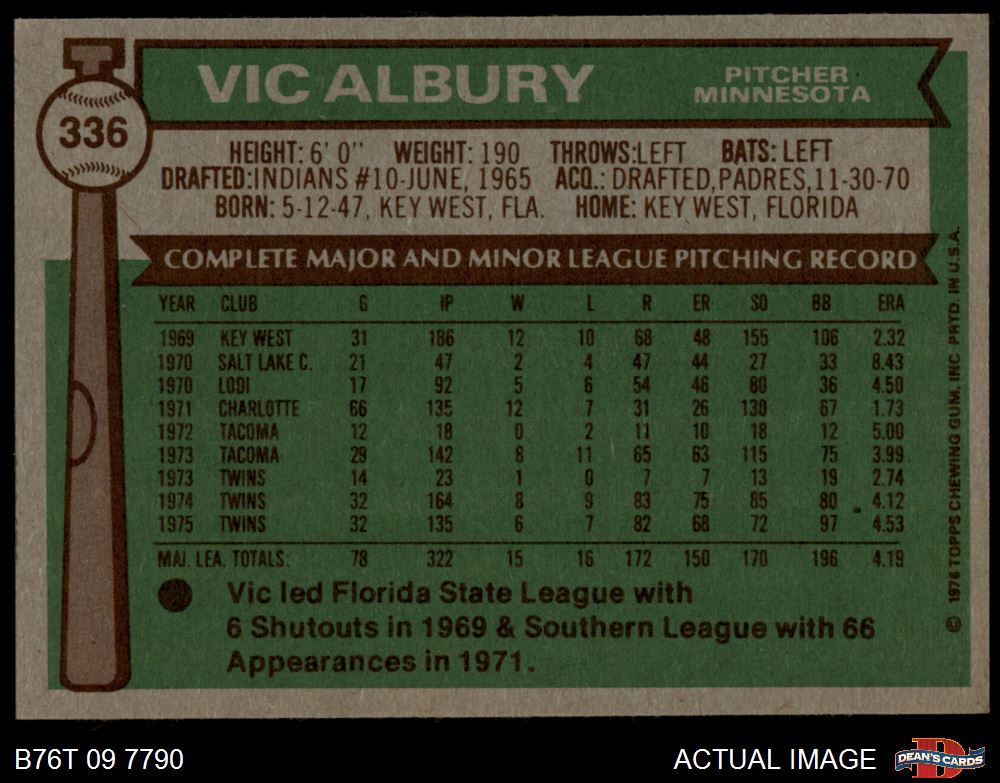 336
VIC ALBURY
PITCHER
MINNESOTA
HEIGHT: 6' 0" WEIGHT: 190 THROWS:LEFT BATS: LEFT
DRAFTED:INDIANS #10-JUNE, 1965 ACQ.: DRAFTED,PADRES,11-30-70
BORN: 5-12-47, KEY WEST, FLA. HOME: KEY WEST, FLORIDA
COMPLETE MAJOR AND MINOR LEAGUE PITCHING RECORD
YEAR CLUB G IP W L R ER SO BB ERA
1969 KEY WEST 31 186 12 10 68 48 155 106 2.32
1970 SALT LAKE C. 21 47 2 4 47 44 27 33 8.43
1970 LODI 17 92 5 6 54 46 80 36 4.50
1971 CHARLOTTE 66 135 12 7 31 26 130 67 1.73
1972 TACOMA 12 18 0 2 11 10 18 12 5.00
1973 TACOMA 29 142 8 11 65 63 115 75 3.99
1973 TWINS 14 23 1 0 7 7 13 19 2.74
1974 TWINS 32 164 8 9 83 75 85 80 4.12
1975 TWINS 32 135 6 7 82 68 72 97 4.53
MAJ. LEA. TOTALS: 78 322 15 16 172 150 170 196 4.19
Vic led Florida State League with
6 Shutouts in 1969 & Southern League with 66
Appearances in 1971.
© 1976 TOPPS CHEWING GUM, INC PRTD. IN U.S.A.
B76T 09 7790
ACTUAL IMAGE
D
DEAN'S CARDS